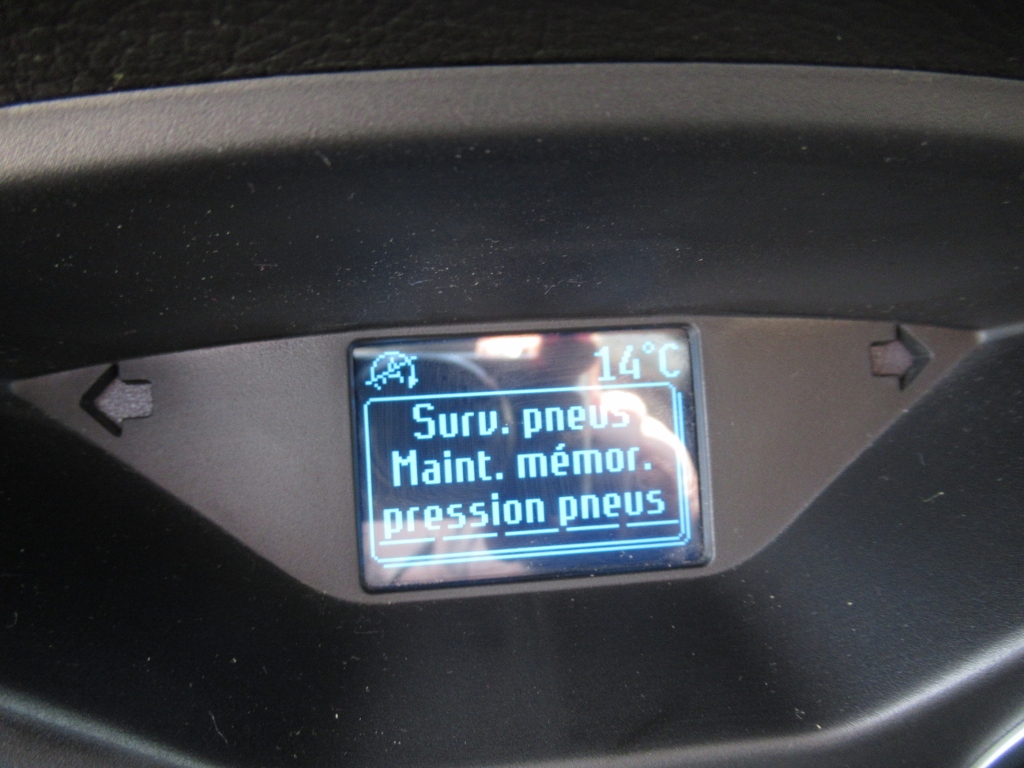 14°C
Surv. pneus
Maint. mémor.
pression pneus